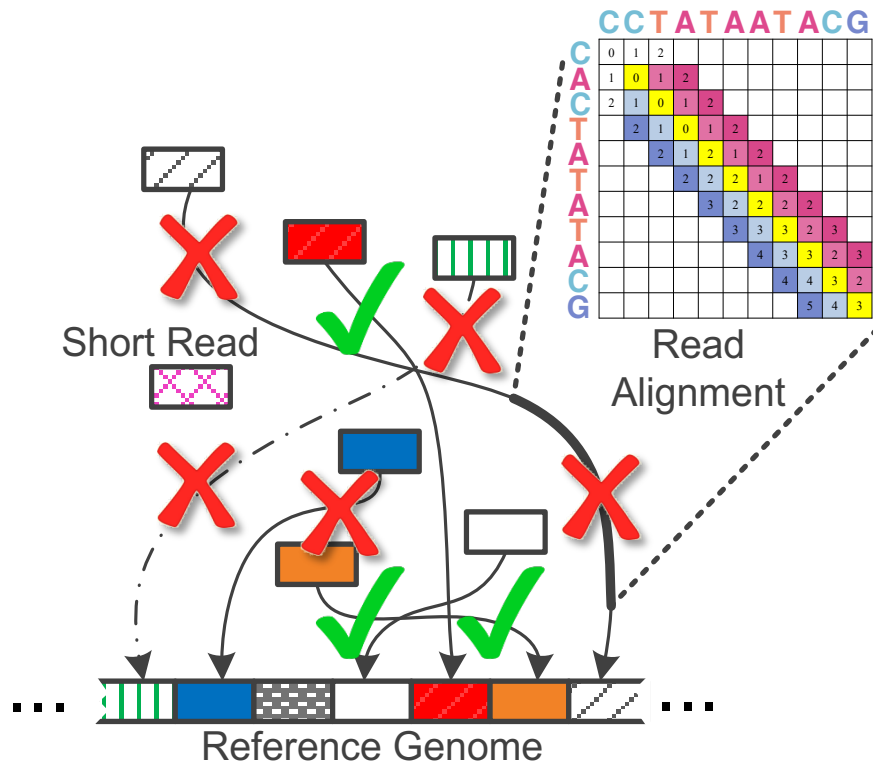 C C T A T A A T A C G
C 0 1 2
A 1 0 1 2
C 2 1 0 1 2
T 2 1 0 1 2
A 2 1 2 1 2
T 2 2 2 1 2
A 3 2 2 2 2
T 3 3 3 2 3
A 4 3 3 2 3
C 4 4 3 2
G 5 4 3
Short Read
Read
Alignment
Reference Genome